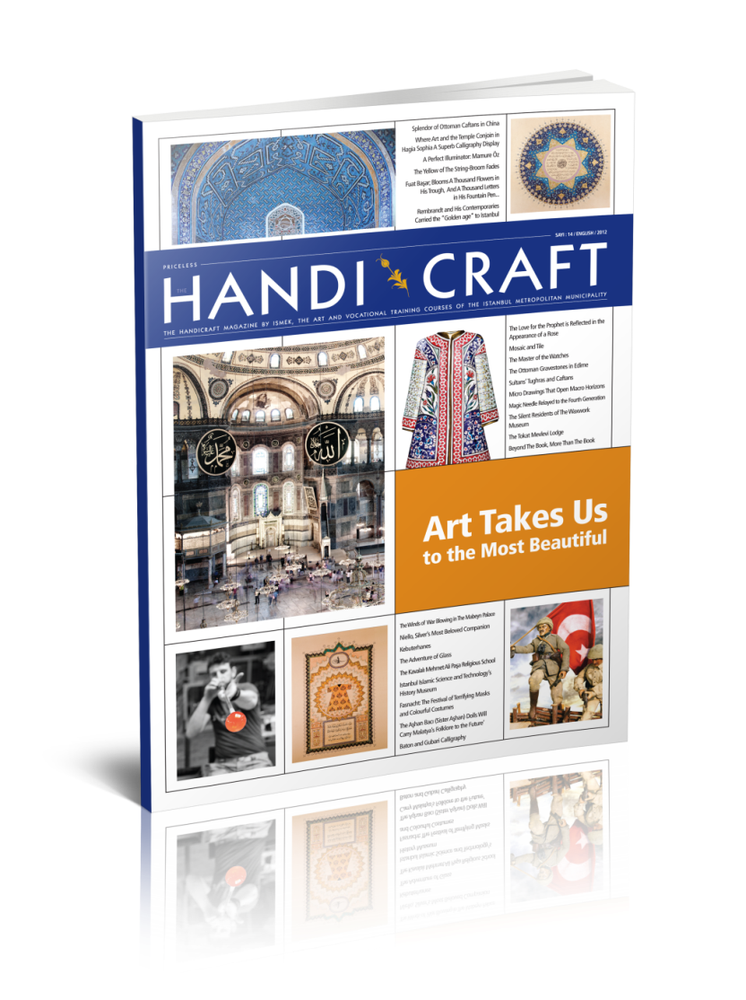 Splendor of Ottoman Caftans in China
Where Art and the Temple Conjoin in
Hagia Sophia A Superb Calligraphy Display
A Perfect Illuminator: Mamure Öz
The Yellow of The String-Broom Fades
Fuat Başar; Blooms A Thousand Flowers in
His Trough, And A Thousand Letters
in His Fountain Pen...
Rembrandt and His Contemporaries
Carried the "Golden age" to Istanbul
PRICELESS
SAYI : 14 / ENGLISH / 2012
THE
HANDI CRAFT
THE HANDICRAFT MAGAZINE BY ISMEK, THE ART AND VOCATIONAL TRAINING COURSES OF THE ISTANBUL METROPOLITAN MUNICIPALITY
The Love for the Prophet is Reflected in the
Appearance of a Rose
Mosaic and Tile
The Master of the Watches
The Ottoman Gravestones in Edirne
Sultans' Tughras and Caftans
Micro Drawings That Open Macro Horizons
Magic Needle Relayed to the Fourth Generation
The Silent Residents of The Waxwork
Museum
The Tokat Mevlevi Lodge
Beyond The Book, More Than The Book
محمد
الله
Art Takes Us
to the Most Beautiful
The Winds of War Blowing in The Mabeyn Palace
Niello, Silver's Most Beloved Companion
Kebuterhanes
The Adventure of Glass
The Kavalalı Mehmet Ali Paşa Religious School
Istanbul Islamic Science and Technology's
History Museum
Fasnacht: The Festival of Terrifying Masks
and Colourful Costumes
The Aghan Bacı (Sister Aghan) Dolls Will
Carry Malatya's Folklore to the Future'
Baton and Gubari Calligraphy